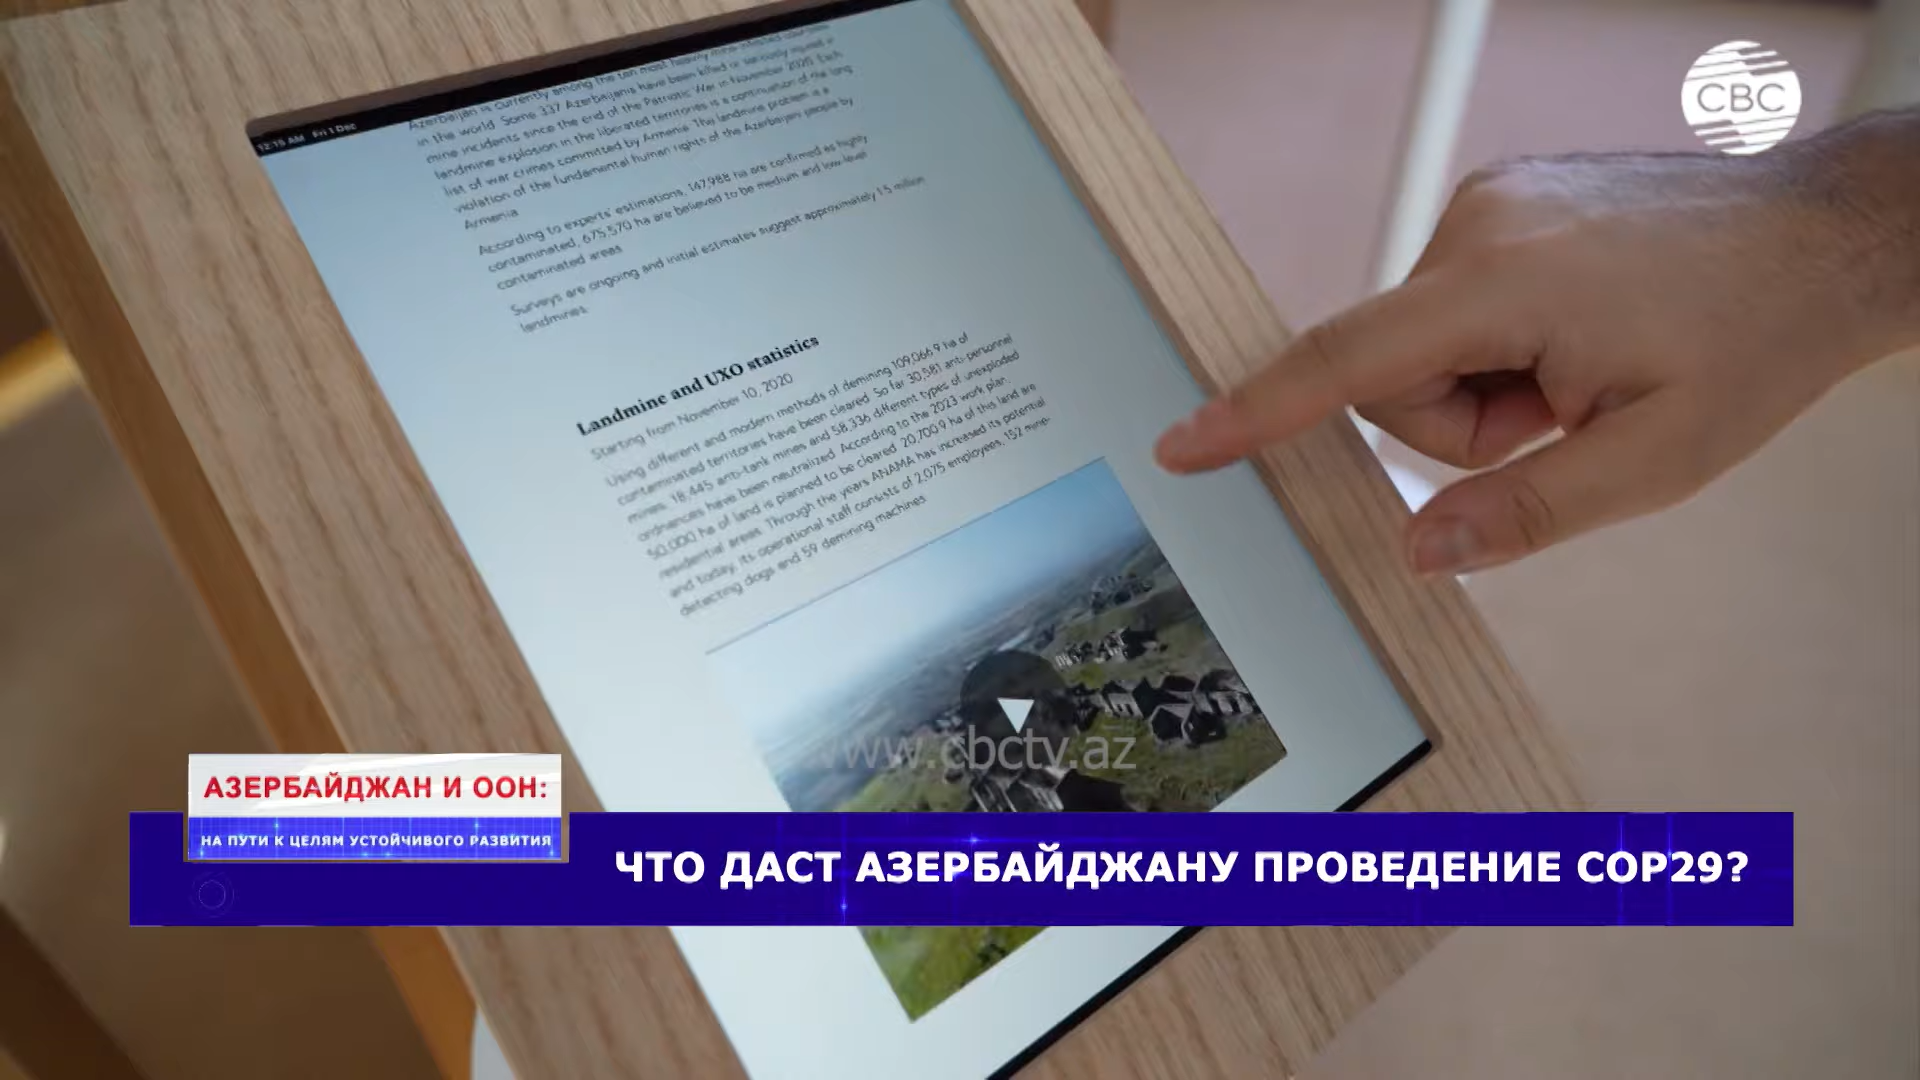 CBC
12:15 AM Fri 1 Dec
Azerbaijan is currently among the ten most heavily mine-infested countries
in the world. Some 337 Azerbaijanis have been killed or seriously injured in
mine incidents since the end of the Patriotic War in November 2020. Each
landmine explosion in the liberated territories is a continuation of the long
list of war crimes committed by Armenia. The landmine problem is a
violation of the fundamental human rights of the Azerbaijani people by
Armenia.
According to experts' estimations, 147,988 ha are confirmed as highly
contaminated, 675,570 ha are believed to be medium and low-level
contaminated areas.
Surveys are ongoing and initial estimates suggest approximately 1.5 million
landmines.
Landmine and UXO statistics
Starting from November 10, 2020
Using different and modern methods of demining 109,066.9 ha of
contaminated territories have been cleared. So far 30,581 anti-personnel
mines, 18,445 anti-tank mines and 58,336 different types of unexploded
ordnances have been neutralized. According to the 2023 work plan,
50,000 ha of land is planned to be cleared. 20,700.9 ha of this land are
residential areas. Through the years ANAMA has increased its potential
and today, its operational staff consists of 2,075 employees, 152 mine-
detecting dogs and 59 demining machines.
www.cbctv.az
АЗЕРБАЙДЖАН И ООН:
НА ПУТИ К ЦЕЛЯМ УСТОЙЧИВОГО РАЗВИТИЯ
ЧТО ДАСТ АЗЕРБАЙДЖАНУ ПРОВЕДЕНИЕ COP29?